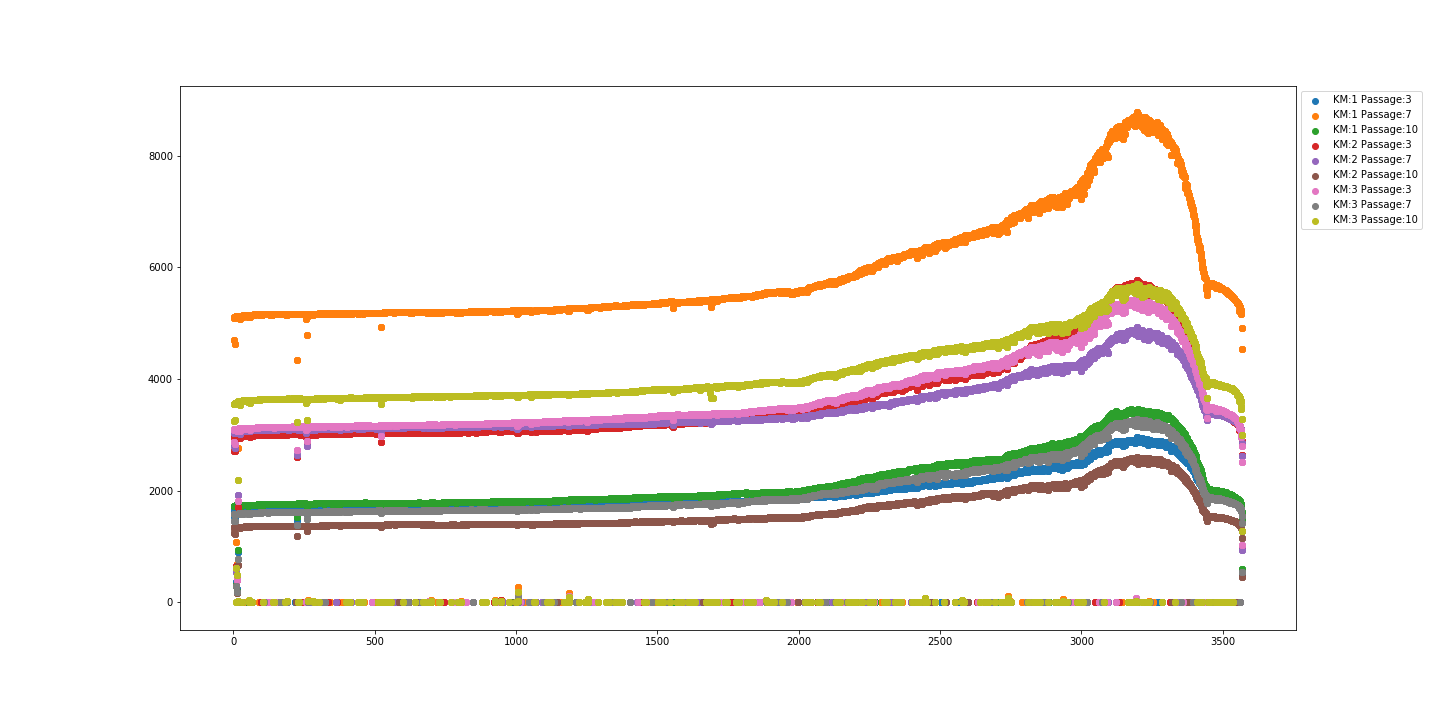 8000
6000
4000
2000
0
0 500 1000 1500 2000 2500 3000 3500
KM:1 Passage:3
KM:1 Passage:7
KM:1 Passage:10
KM:2 Passage:3
KM:2 Passage:7
KM:2 Passage:10
KM:3 Passage:3
KM:3 Passage:7
KM:3 Passage:10